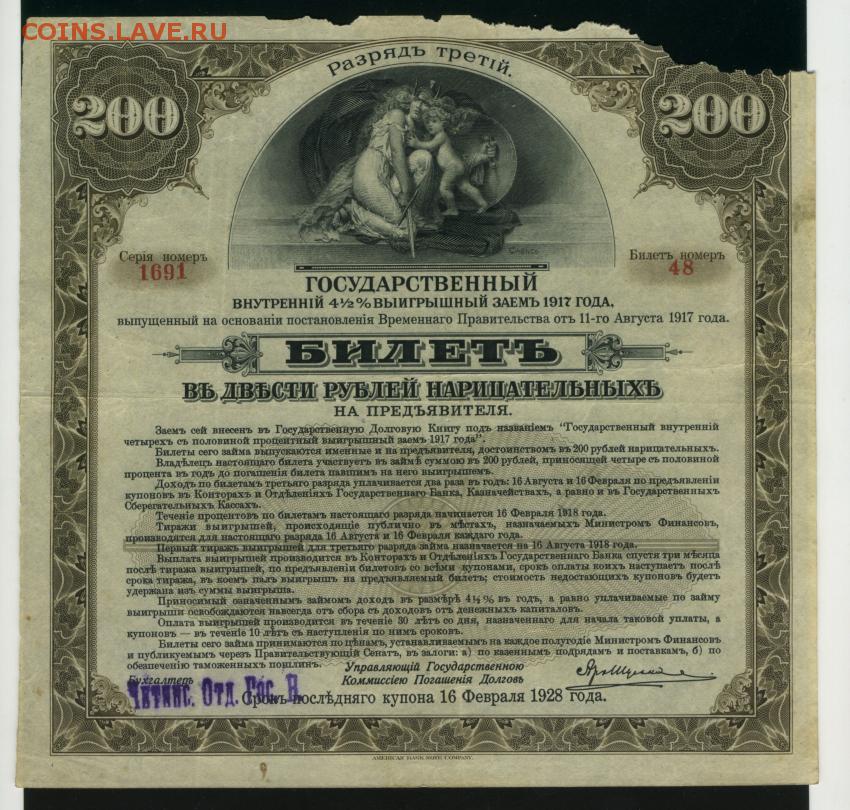 COINS.LAVE.RU
Разрядъ третій.
200
200
Серія номеръ
1691
Билетъ номеръ
48
ГОСУДАРСТВЕННЫЙ
ВНУТРЕННІЙ 4½% ВЫИГРЫШНЫЙ ЗАЕМЪ 1917 ГОДА,
выпущенный на основаніи постановленія Временнаго Правительства отъ 11-го Августа 1917 года.
БИЛЕТЪ
ВЪ ДВѢСТИ РУБЛЕЙ НАРИЦАТЕЛЬНЫХЪ
НА ПРЕДЪЯВИТЕЛЯ.
Заемъ сей внесенъ въ Государственную Долговую Книгу подъ названіемъ "Государственный внутренній
четырехъ съ половиной процентный выигрышный заемъ 1917 года".
Билеты сего займа выпускаются именные и на предъявителя, достоинствомъ въ 200 рублей нарицательныхъ.
Владѣлецъ настоящаго билета участвуетъ въ займѣ суммою въ 200 рублей, приносящей четыре съ половиной
процента въ годъ до погашенія билета павшимъ на него выигрышемъ.
Доходъ по билетамъ третьяго разряда уплачивается два раза въ годъ: 16 Августа и 16 Февраля по предъявленіи
купоновъ въ Конторахъ и Отдѣленіяхъ Государственнаго Банка, Казначействахъ, а равно и въ Государственныхъ
Сберегательныхъ Кассахъ.
Теченіе процентовъ по билетамъ настоящаго разряда начинается 16 Февраля 1918 года.
Тиражи выигрышей, происходящіе публично въ мѣстахъ, назначаемыхъ Министромъ Финансовъ,
производятся для настоящаго разряда 16 Августа и 16 Февраля каждаго года.
Первый тиражъ выигрышей для третьяго разряда займа назначается на 16 Августа 1918 года.
Выплата выигрышей производится въ Конторахъ и Отдѣленіяхъ Государственнаго Банка спустя три мѣсяца
послѣ тиража выигрышей, по предъявленіи билетовъ со всѣми купонами, срокъ оплаты коихъ наступаетъ послѣ
срока тиража, въ коемъ палъ выигрышъ на предъявляемый билетъ; стоимость недостающихъ купоновъ будетъ
удержана изъ суммы выигрыша.
Приносимый означеннымъ займомъ доходъ въ размѣрѣ 4½% въ годъ, а равно уплачиваемые по займу
выигрыши освобождаются навсегда отъ сбора съ доходовъ отъ денежныхъ капиталовъ.
Оплата выигрышей производится въ теченіе 30 лѣтъ со дня, назначеннаго для начала таковой уплаты, а
купоновъ — въ теченіе 10 лѣтъ съ наступленія по нимъ сроковъ.
Билеты сего займа принимаются по цѣнамъ, устанавливаемымъ на каждое полугодіе Министромъ Финансовъ
и публикуемымъ черезъ Правительствующій Сенатъ, въ залоги: а) по казеннымъ подрядамъ и поставкамъ, б) по
обезпеченію таможенныхъ пошлинъ.
Управляющій Государственною
Коммиссіею Погашенія Долговъ
Бухгалтеръ
Читинс. Отд. Гос. Б.
Срокъ послѣдняго купона 16 Февраля 1928 года.
AMERICAN BANK NOTE COMPANY.